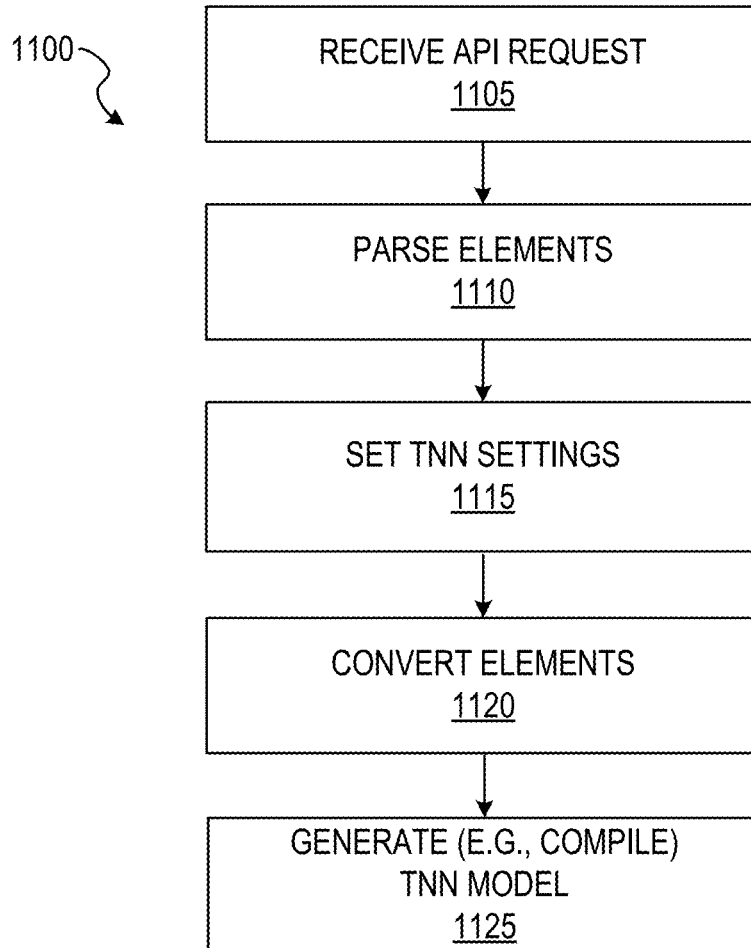 1100
RECEIVE API REQUEST
1105
PARSE ELEMENTS
1110
SET TNN SETTINGS
1115
CONVERT ELEMENTS
1120
GENERATE (E.G., COMPILE)
TNN MODEL
1125